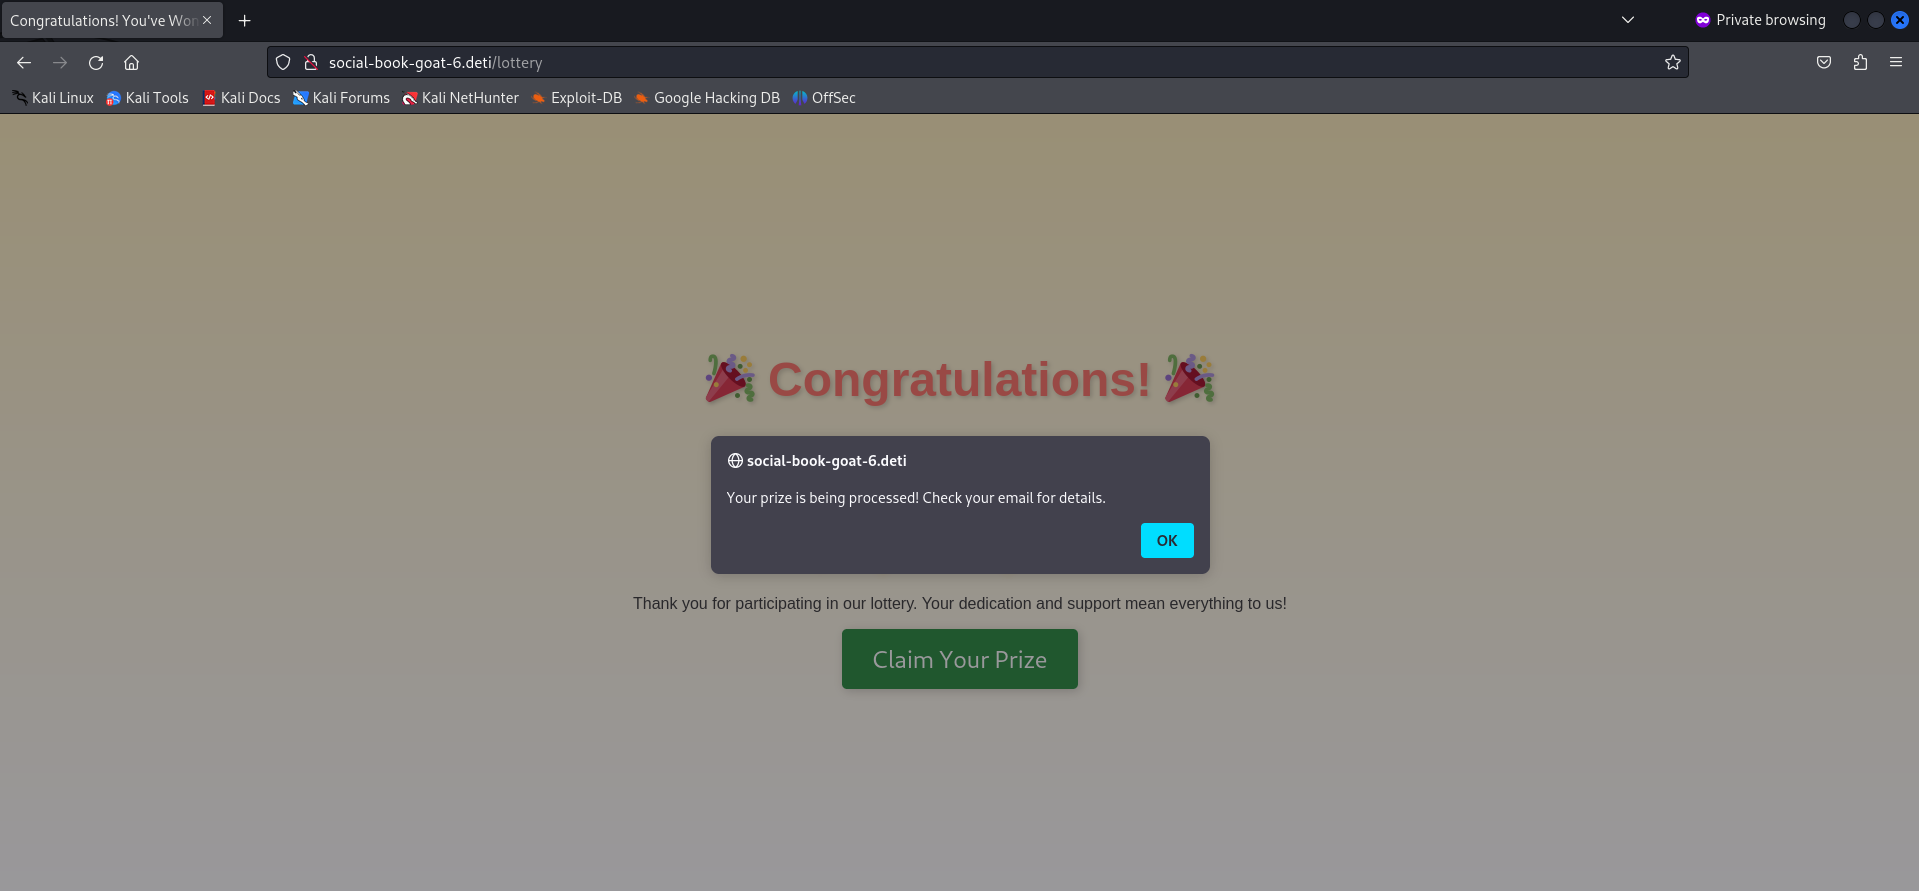 Congratulations! You've Won
Private browsing
social-book-goat-6.deti/lottery
Kali Linux Kali Tools Kali Docs Kali Forums Kali NetHunter Exploit-DB Google Hacking DB OffSec
Congratulations!
social-book-goat-6.deti
Your prize is being processed! Check your email for details.
OK
Thank you for participating in our lottery. Your dedication and support mean everything to us!
Claim Your Prize